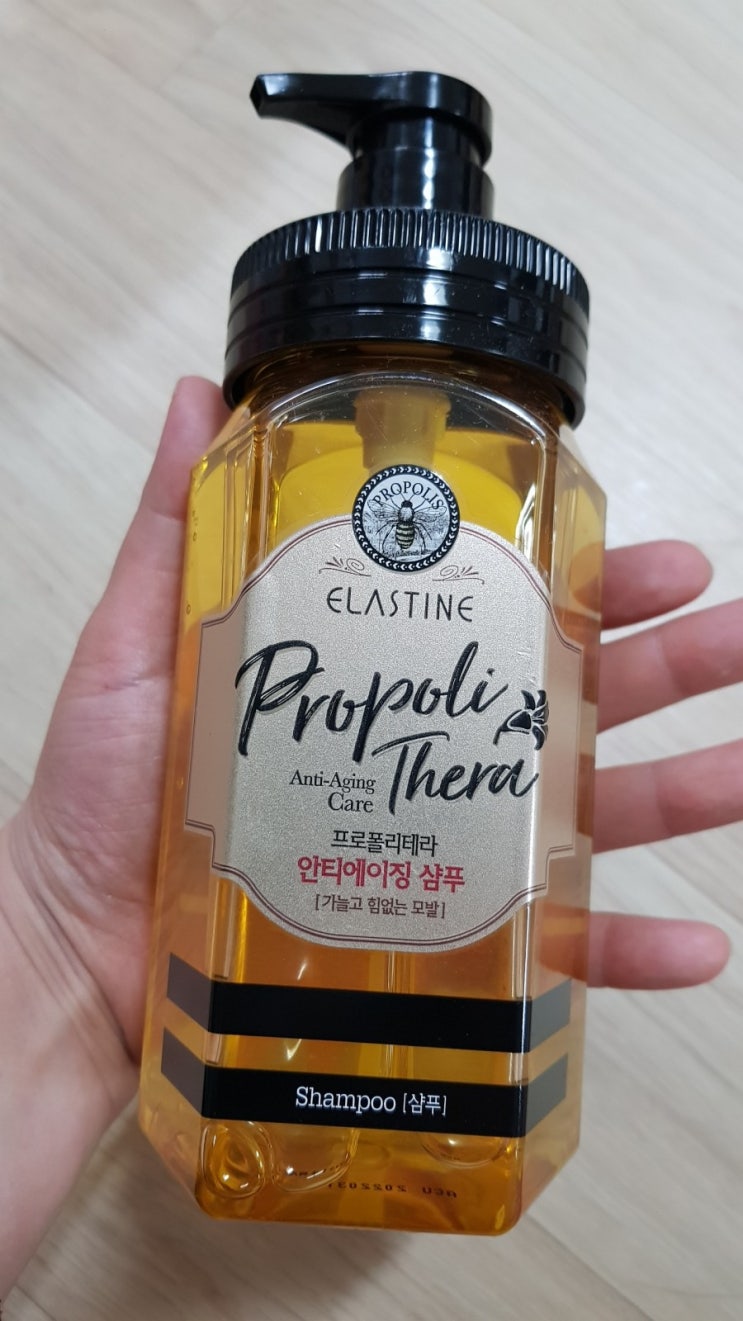 PROPOLIS
ELASTINE
Propoli
Thera
Anti-Aging
Care
프로폴리테라
안티에이징 샴푸
[가늘고 힘없는 모발]
Shampoo [샴푸]